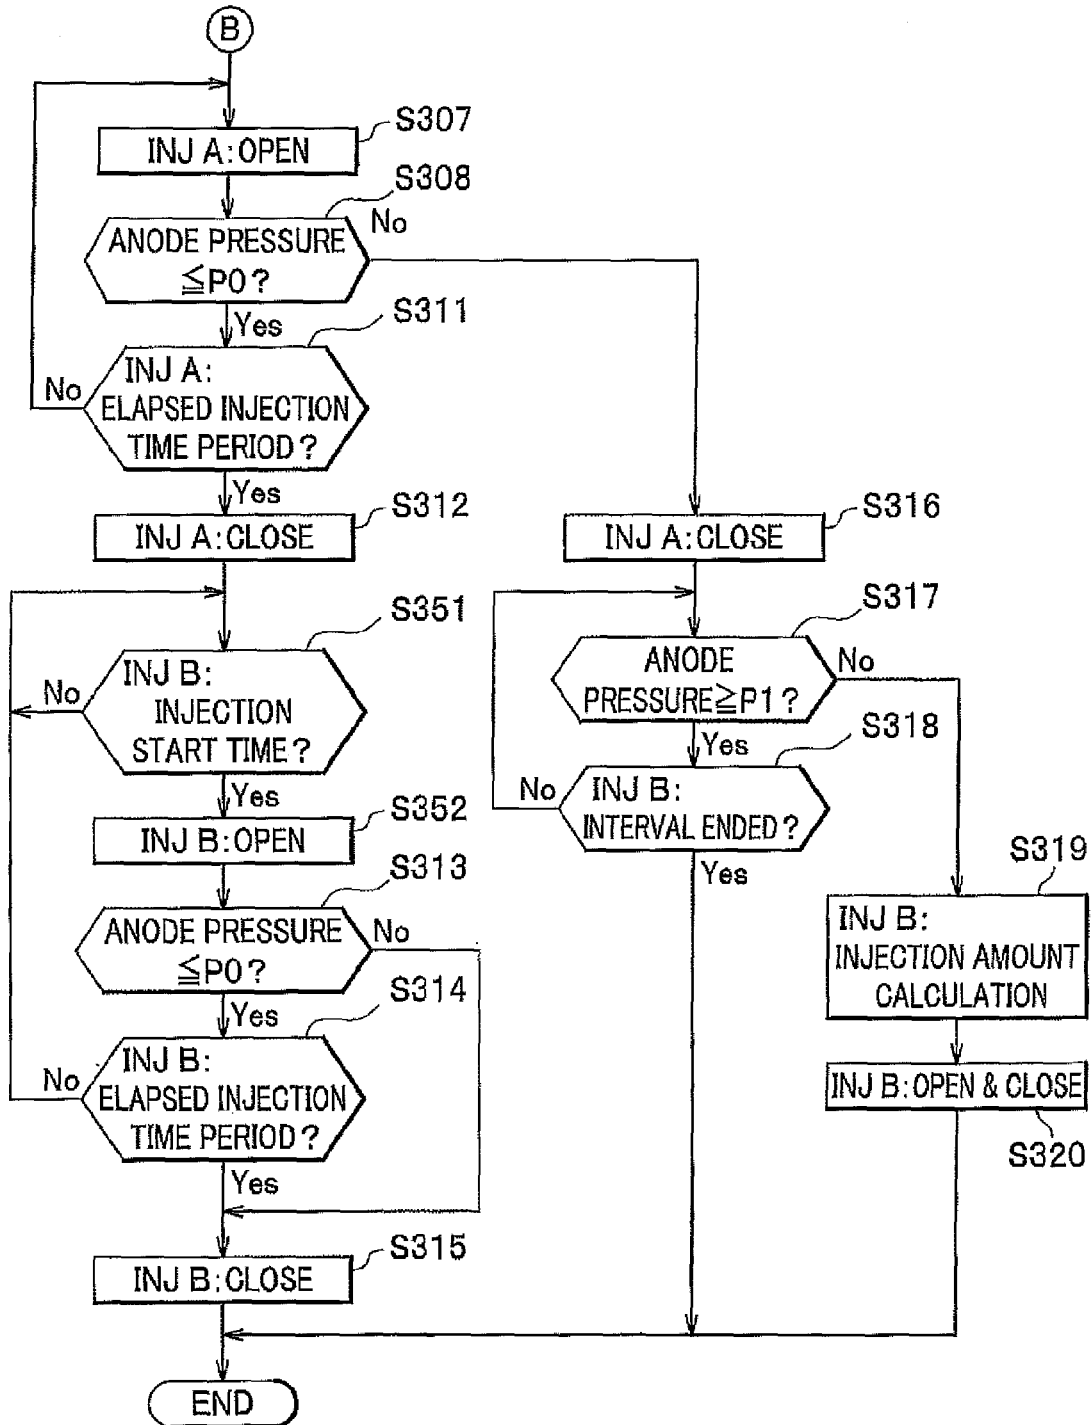 B
S307
INJ A:OPEN
S308
ANODE PRESSURE
≦P0?
No
Yes
S311
INJ A:
ELAPSED INJECTION
TIME PERIOD?
No
Yes
S312
INJ A:CLOSE
S351
INJ B:
INJECTION
START TIME?
No
Yes
S352
INJ B:OPEN
S313
ANODE PRESSURE
≦P0?
No
Yes
S314
INJ B:
ELAPSED INJECTION
TIME PERIOD?
No
Yes
S315
INJ B:CLOSE
END
S316
INJ A:CLOSE
S317
ANODE
PRESSURE≧P1?
No
Yes
S318
INJ B:
INTERVAL ENDED?
No
Yes
S319
INJ B:
INJECTION AMOUNT
CALCULATION
INJ B:OPEN & CLOSE
S320